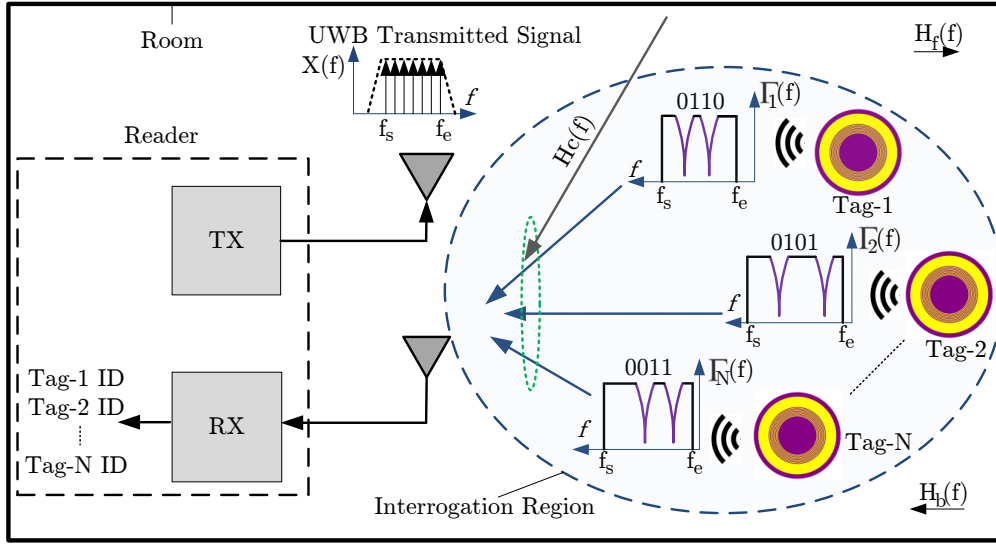 Room
UWB Transmitted Signal
X(f)
f
f_s f_e
H_f(f)
Hc(f)
Reader
TX
RX
Tag-1 ID
Tag-2 ID
Tag-N ID
0110
Γ_1(f)
f
f_s f_e
Tag-1
0101
Γ_2(f)
f
f_s f_e
Tag-2
0011
Γ_N(f)
f
f_s f_e
Tag-N
Interrogation Region
H_b(f)